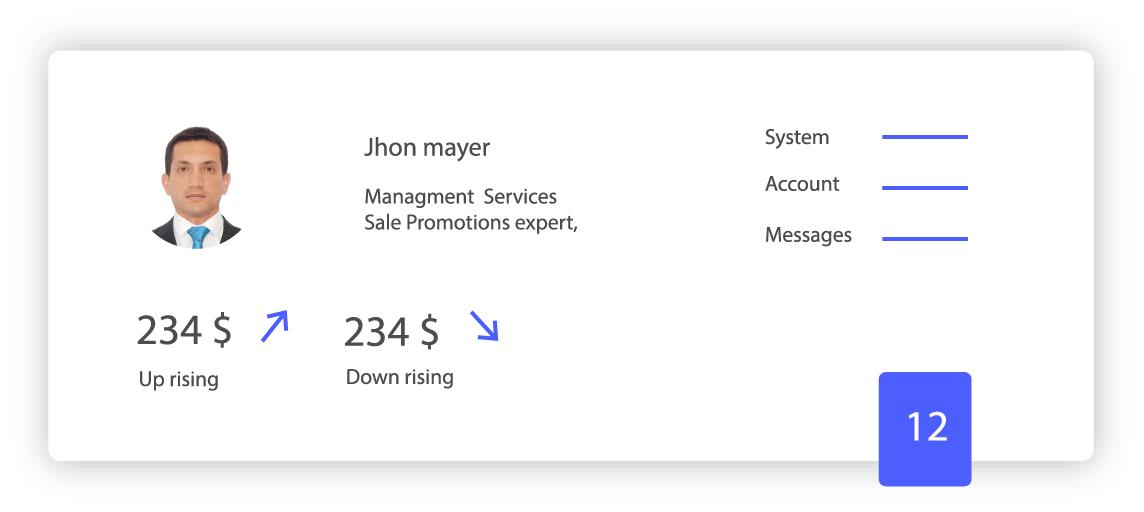 Jhon mayer
Managment Services
Sale Promotions expert,
System
Account
Messages
234 $
Up rising
234 $
Down rising
12